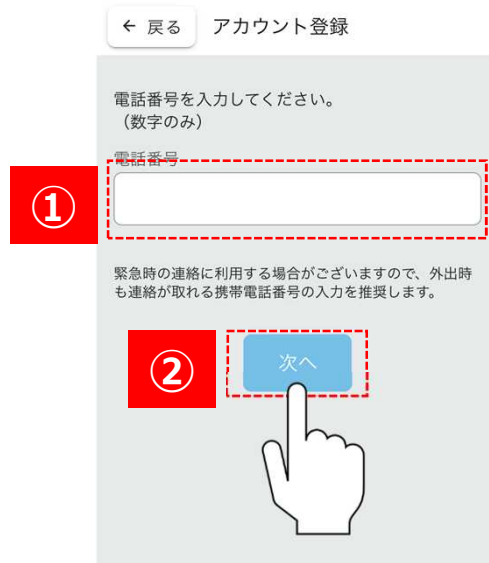 ← 戻る アカウント登録
電話番号を入力してください。
（数字のみ）
電話番号
①
緊急時の連絡に利用する場合がございますので、外出時
も連絡が取れる携帯電話番号の入力を推奨します。
②
次へ